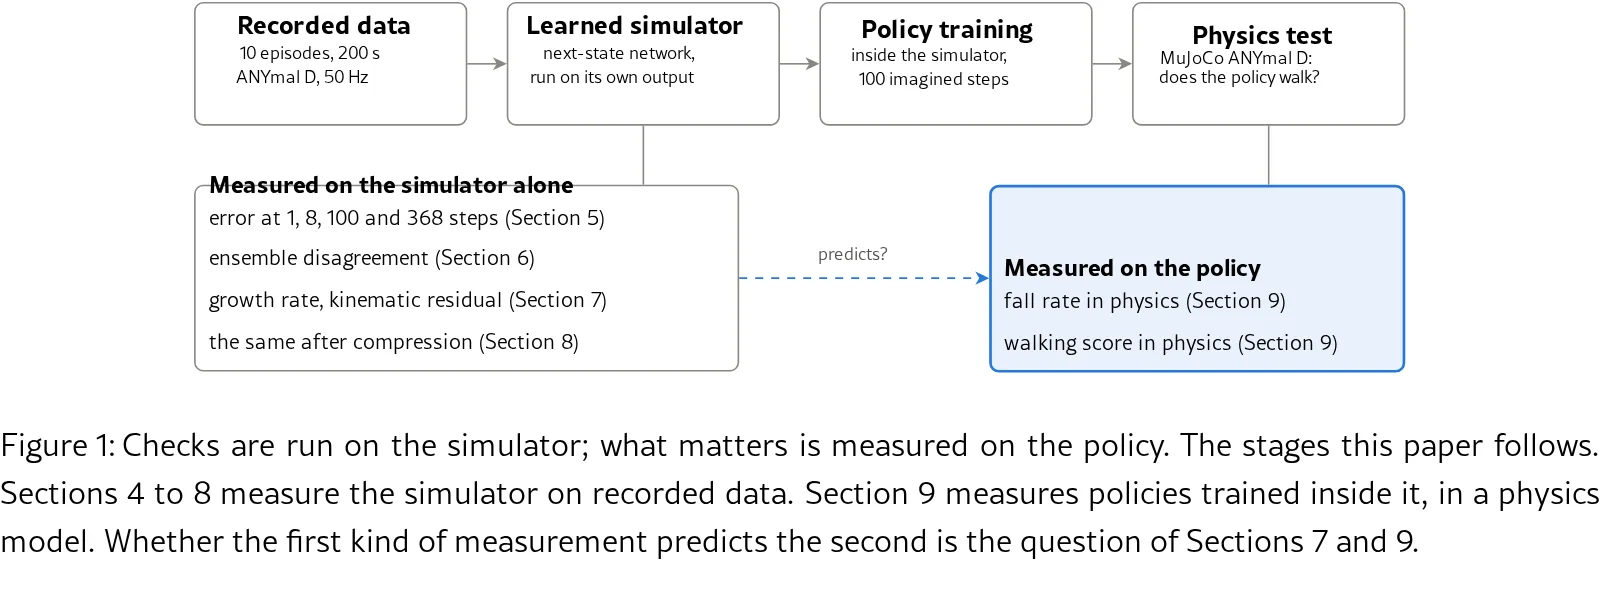 Recorded data
10 episodes, 200 s
ANYmal D, 50 Hz
Learned simulator
next-state network,
run on its own output
Policy training
inside the simulator,
100 imagined steps
Physics test
MuJoCo ANYmal D:
does the policy walk?
Measured on the simulator alone
error at 1, 8, 100 and 368 steps (Section 5)
ensemble disagreement (Section 6)
growth rate, kinematic residual (Section 7)
the same after compression (Section 8)
predicts?
Measured on the policy
fall rate in physics (Section 9)
walking score in physics (Section 9)
Figure 1: Checks are run on the simulator; what matters is measured on the policy. The stages this paper follows.
Sections 4 to 8 measure the simulator on recorded data. Section 9 measures policies trained inside it, in a physics
model. Whether the first kind of measurement predicts the second is the question of Sections 7 and 9.